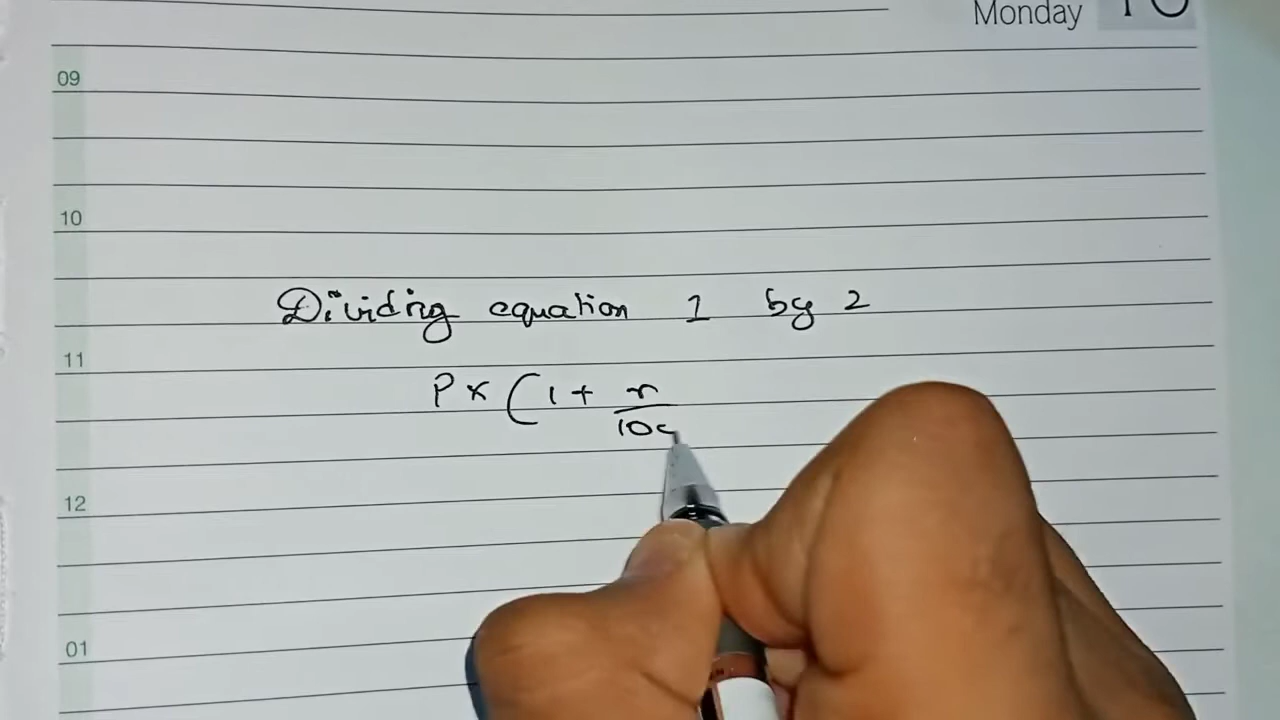 Monday
09
10
Dividing equation 1 by 2
11
P × (1 + r/10
12
01